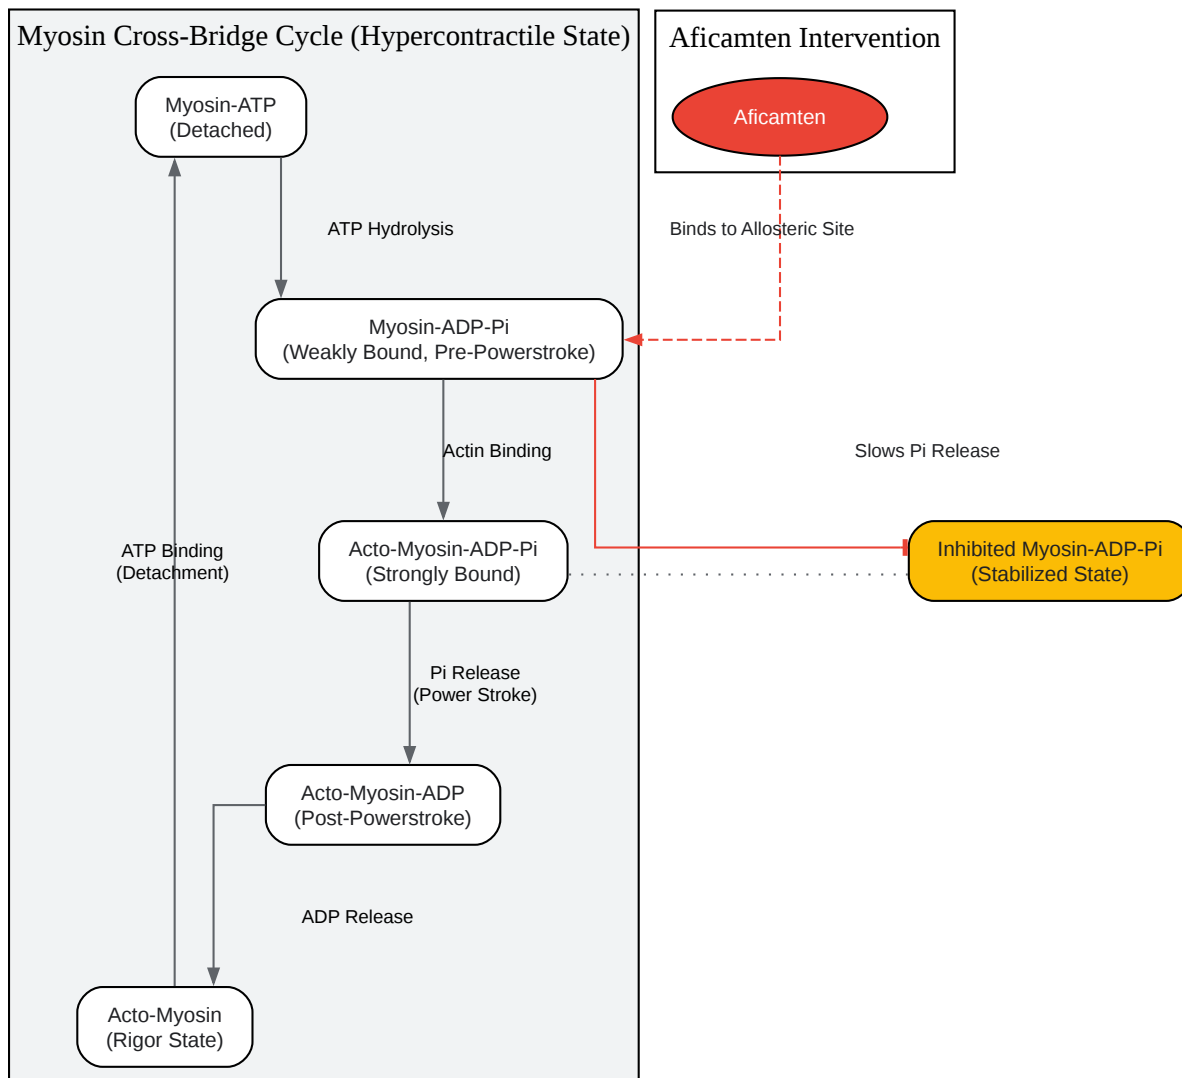 Myosin Cross-Bridge Cycle (Hypercontractile State)
Aficamten Intervention
Myosin-ATP
(Detached)
Aficamten
ATP Hydrolysis
Binds to Allosteric Site
Myosin-ADP-Pi
(Weakly Bound, Pre-Powerstroke)
Actin Binding
Slows Pi Release
ATP Binding
(Detachment)
Acto-Myosin-ADP-Pi
(Strongly Bound)
Inhibited Myosin-ADP-Pi
(Stabilized State)
Pi Release
(Power Stroke)
Acto-Myosin-ADP
(Post-Powerstroke)
ADP Release
Acto-Myosin
(Rigor State)